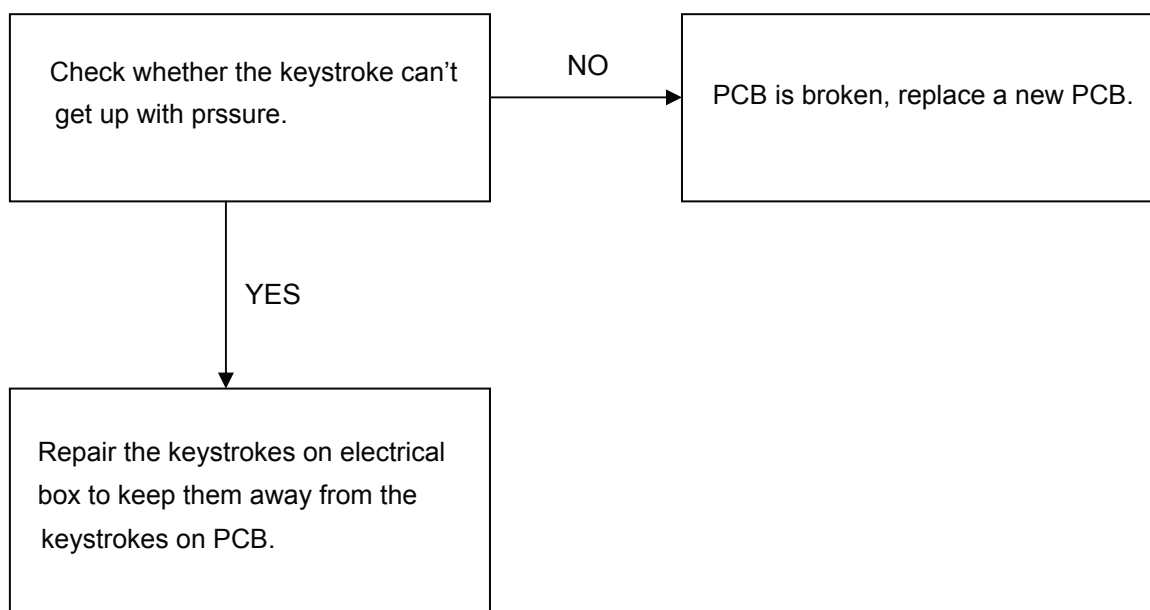 Check whether the keystroke can't
get up with prssure.
NO
PCB is broken, replace a new PCB.
YES
Repair the keystrokes on electrical
box to keep them away from the
keystrokes on PCB.